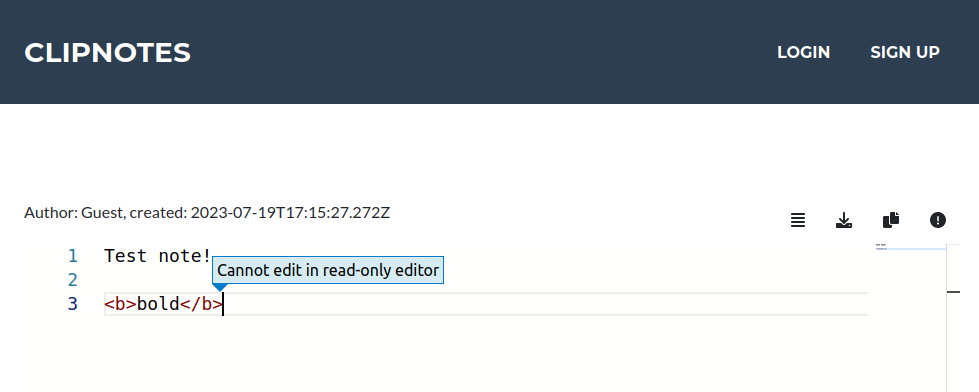 CLIPNOTES
LOGIN SIGN UP
Author: Guest, created: 2023-07-19T17:15:27.272Z
1 Test note!
Cannot edit in read-only editor
2
3 <b>bold</b>